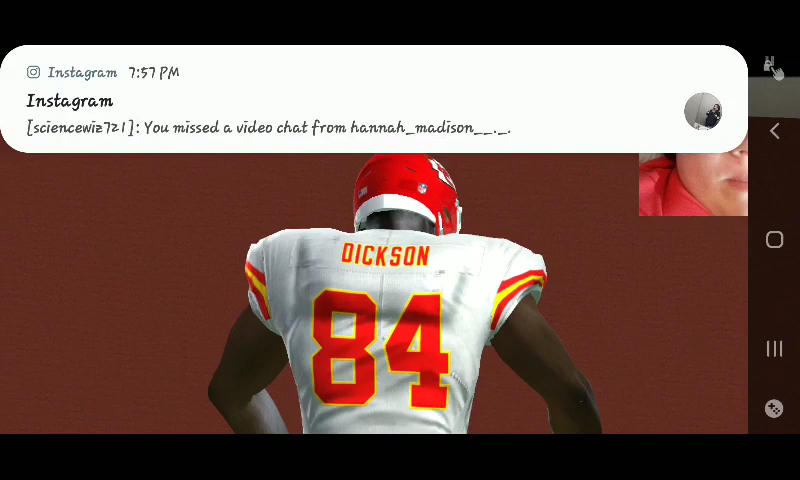 Instagram 7:57 PM
Instagram
[sciencewiz721]: You missed a video chat from hannah_madison__._.
DICKSON
84